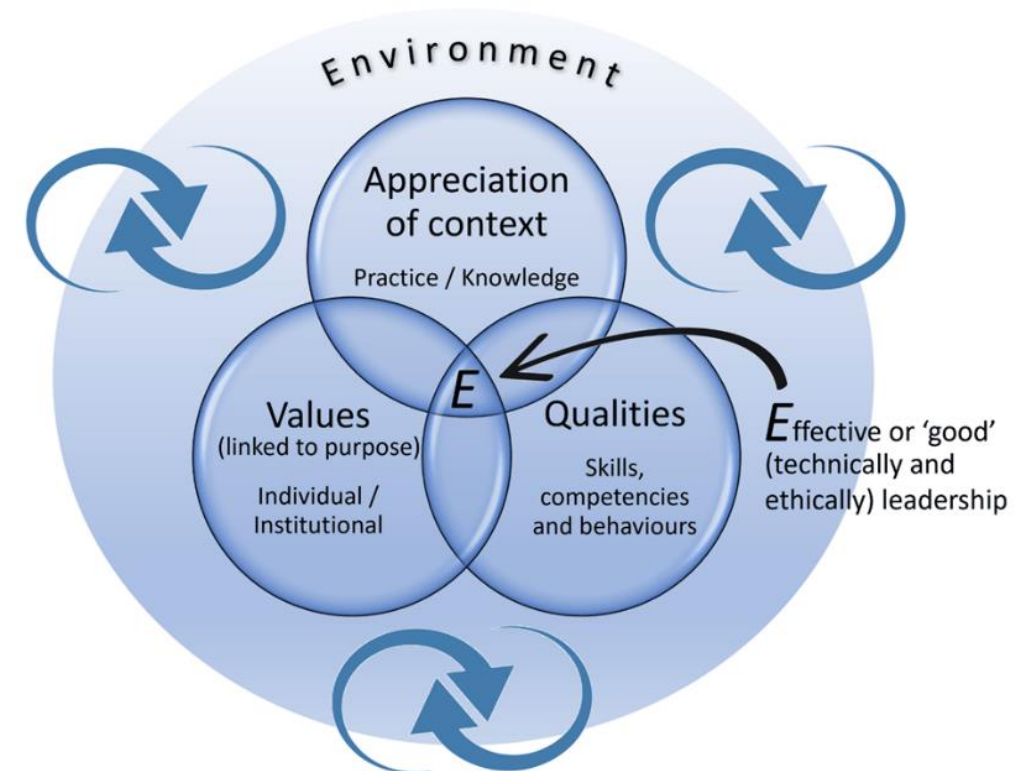 Environment
Appreciation
of context
Practice / Knowledge
E
Values
(linked to purpose)
Individual /
Institutional
Qualities
Skills,
competencies
and behaviours
Effective or ‘good’
(technically and
ethically) leadership